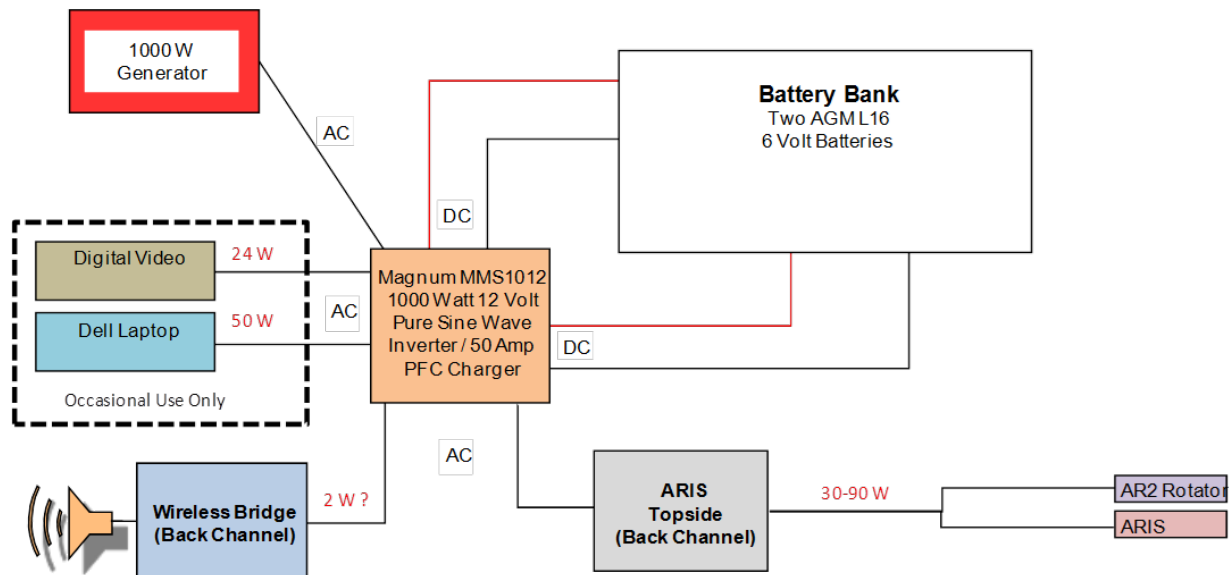 1000 W
Generator
AC
Battery Bank
Two AGM L16
6 Volt Batteries
DC
Digital Video
24 W
Dell Laptop
50 W
AC
Occasional Use Only
Magnum MMS1012
1000 Watt 12 Volt
Pure Sine Wave
Inverter / 50 Amp
PFC Charger
DC
AC
Wireless Bridge
(Back Channel)
2 W ?
ARIS
Topside
(Back Channel)
30-90 W
AR2 Rotator
ARIS